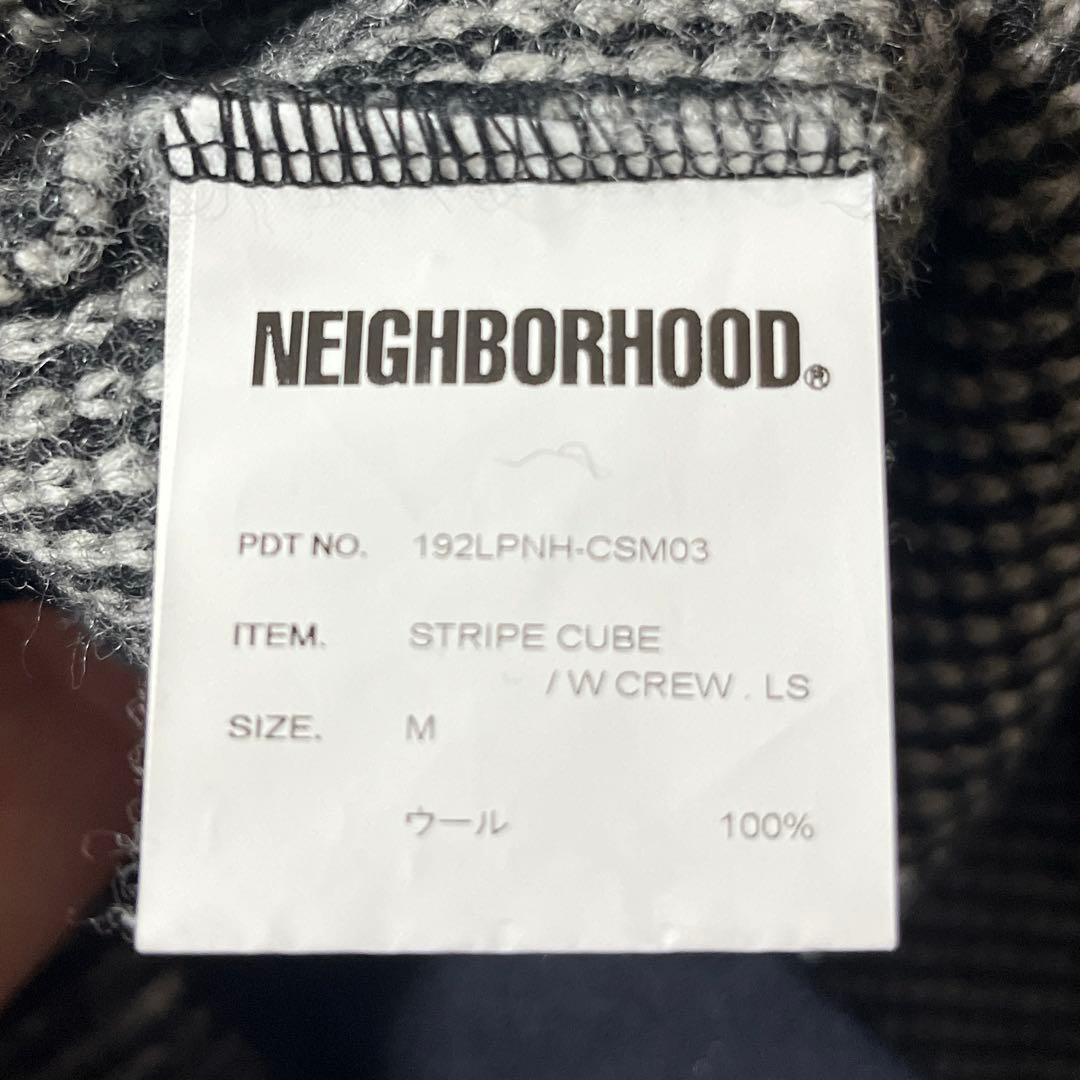 NEIGHBORHOOD®
PDT NO. 192LPNH-CSM03
ITEM. STRIPE CUBE
/ W CREW . LS
SIZE. M
ウール 100%